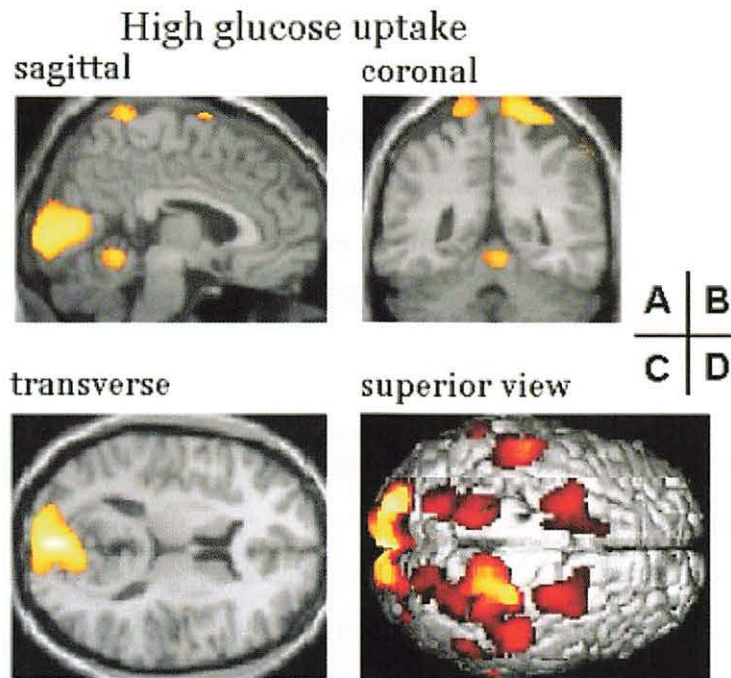 High glucose uptake
sagittal
coronal
A B
C D
transverse
superior view